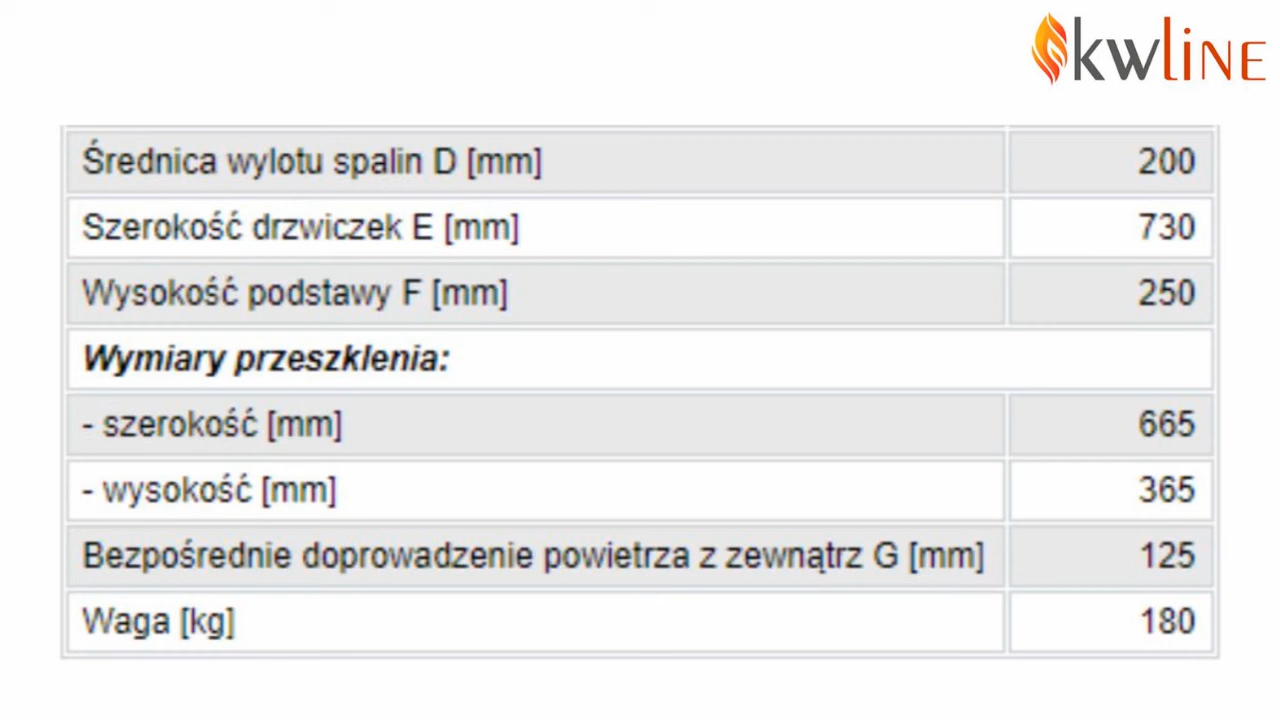 kwline
Średnica wylotu spalin D [mm] 200
Szerokość drzwiczek E [mm] 730
Wysokość podstawy F [mm] 250
Wymiary przeszklenia:
- szerokość [mm] 665
- wysokość [mm] 365
Bezpośrednie doprowadzenie powietrza z zewnątrz G [mm] 125
Waga [kg] 180